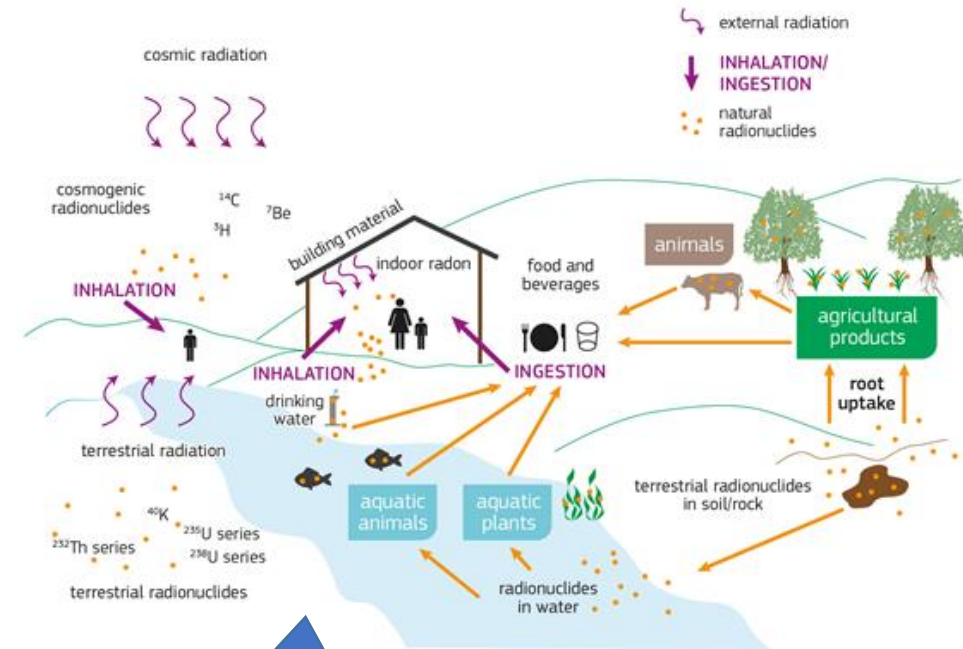 external radiation
INHALATION/
INGESTION
natural
radionuclides
cosmic radiation
cosmogenic
radionuclides
¹⁴C
⁷Be
³H
building material
indoor radon
INHALATION
food and
beverages
animals
agricultural
products
INHALATION
INGESTION
root
uptake
drinking
water
terrestrial radiation
aquatic
animals
aquatic
plants
terrestrial radionuclides
in soil/rock
⁴⁰K
²³⁵U series
²³²Th series
²³⁸U series
terrestrial radionuclides
radionuclides
in water